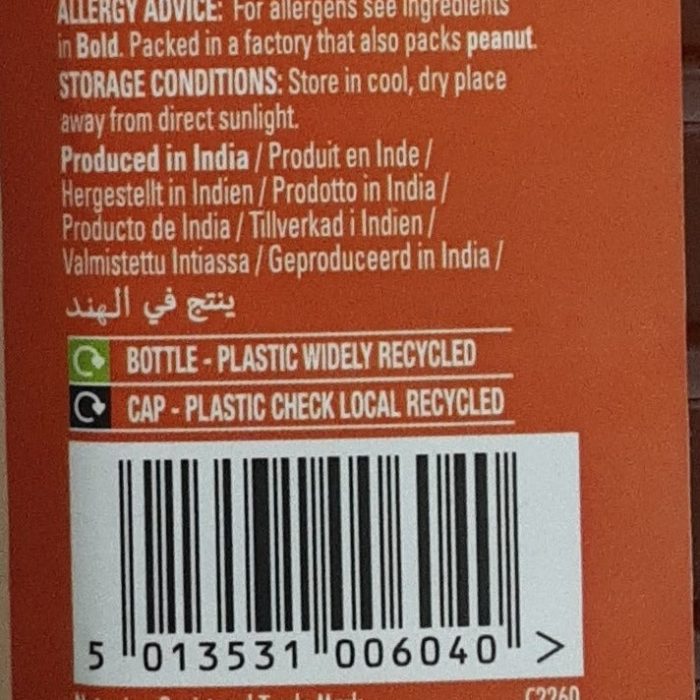 ALLERGY ADVICE: For allergens see ingredients
in Bold. Packed in a factory that also packs peanut.
STORAGE CONDITIONS: Store in cool, dry place
away from direct sunlight.
Produced in India / Produit en Inde /
Hergestellt in Indien / Prodotto in India /
Producto de India / Tillverkad i Indien /
Valmistettu Intiassa / Geproduceerd in India /
ينتج في الهند
BOTTLE - PLASTIC WIDELY RECYCLED
CAP - PLASTIC CHECK LOCAL RECYCLED
5 013531 006040 >
C2260